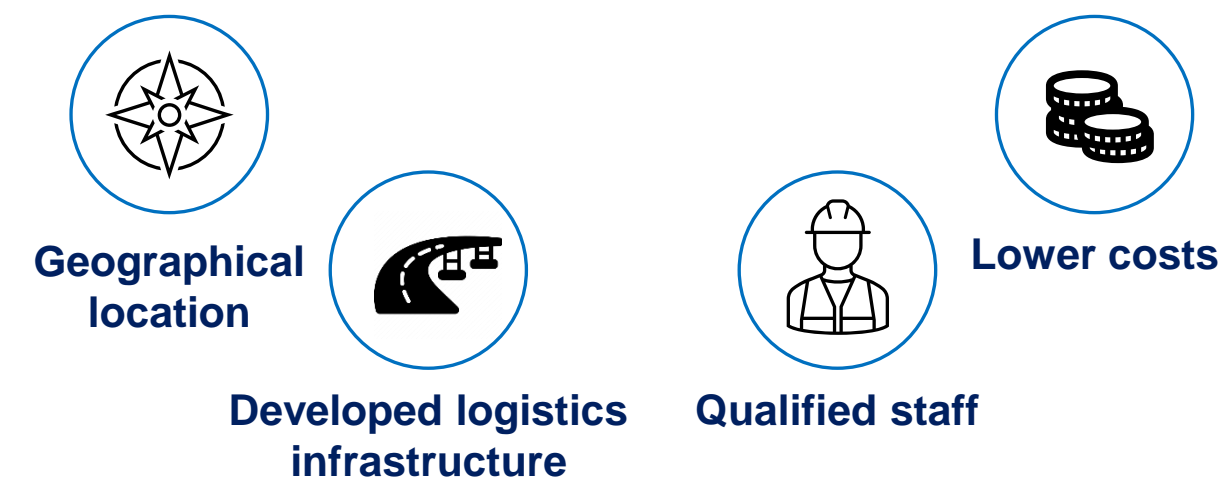 Geographical
location
Developed logistics
infrastructure
Qualified staff
Lower costs